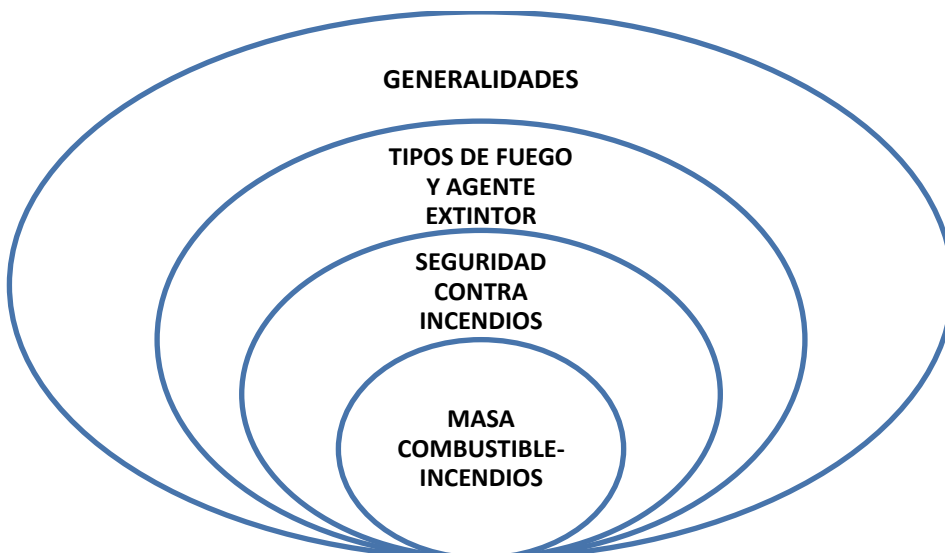 GENERALIDADES
TIPOS DE FUEGO
Y AGENTE
EXTINTOR
SEGURIDAD
CONTRA
INCENDIOS
MASA
COMBUSTIBLE-
INCENDIOS